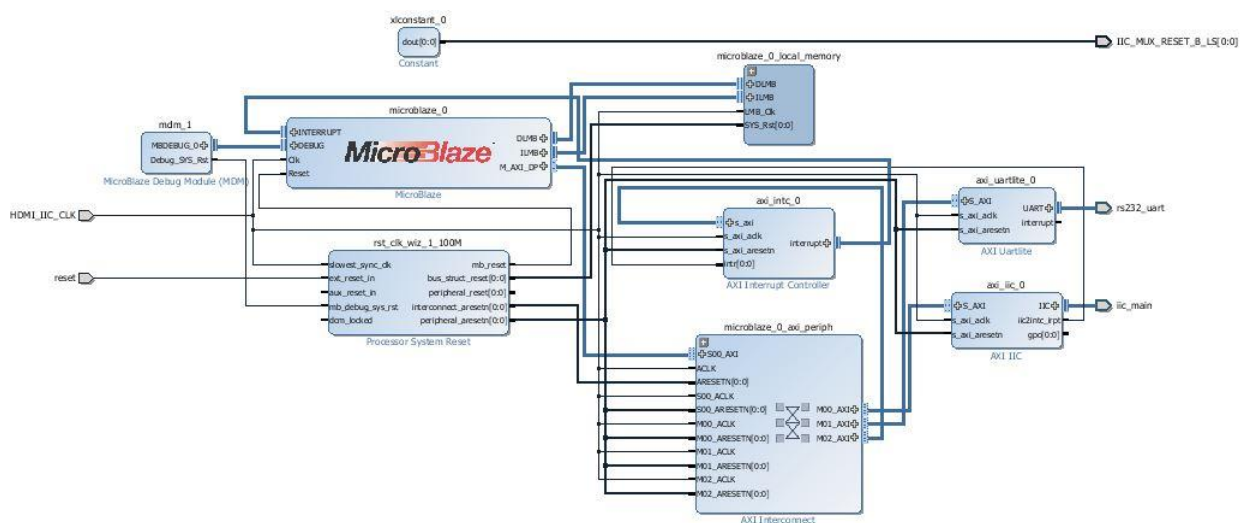 xlconstant_0
dout[0:0]
Constant
IIC_MUX_RESET_B_LS[0:0]
microblaze_0_local_memory
DLMB
ILMB
LMB_Clk
SYS_Rst[0:0]
microblaze_0
INTERRUPT
DEBUG
Clk
Reset
MicroBlaze
DLMB
ILMB
M_AXI_DP
MicroBlaze
mdm_1
MBDEBUG_0
Debug_SYS_Rst
MicroBlaze Debug Module (MDM)
HDMI_IIC_CLK
reset
rst_clk_wiz_1_100M
slowest_sync_clk
ext_reset_in
aux_reset_in
mb_debug_sys_rst
dcm_locked
mb_reset
bus_struct_reset[0:0]
peripheral_reset[0:0]
interconnect_aresetn[0:0]
peripheral_aresetn[0:0]
Processor System Reset
axi_intc_0
s_axi
s_axi_aclk
s_axi_aresetn
intr[0:0]
interrupt
AXI Interrupt Controller
axi_uartlite_0
S_AXI
s_axi_aclk
s_axi_aresetn
UART
interrupt
AXI Uartlite
rs232_uart
axi_iic_0
S_AXI
s_axi_aclk
s_axi_aresetn
IIC
iic2intc_irpt
gpo[0:0]
AXI IIC
iic_main
microblaze_0_axi_periph
S00_AXI
ACLK
ARESETN[0:0]
S00_ACLK
S00_ARESETN[0:0]
M00_ACLK
M00_ARESETN[0:0]
M01_ACLK
M01_ARESETN[0:0]
M02_ACLK
M02_ARESETN[0:0]
M00_AXI
M01_AXI
M02_AXI
AXI Interconnect